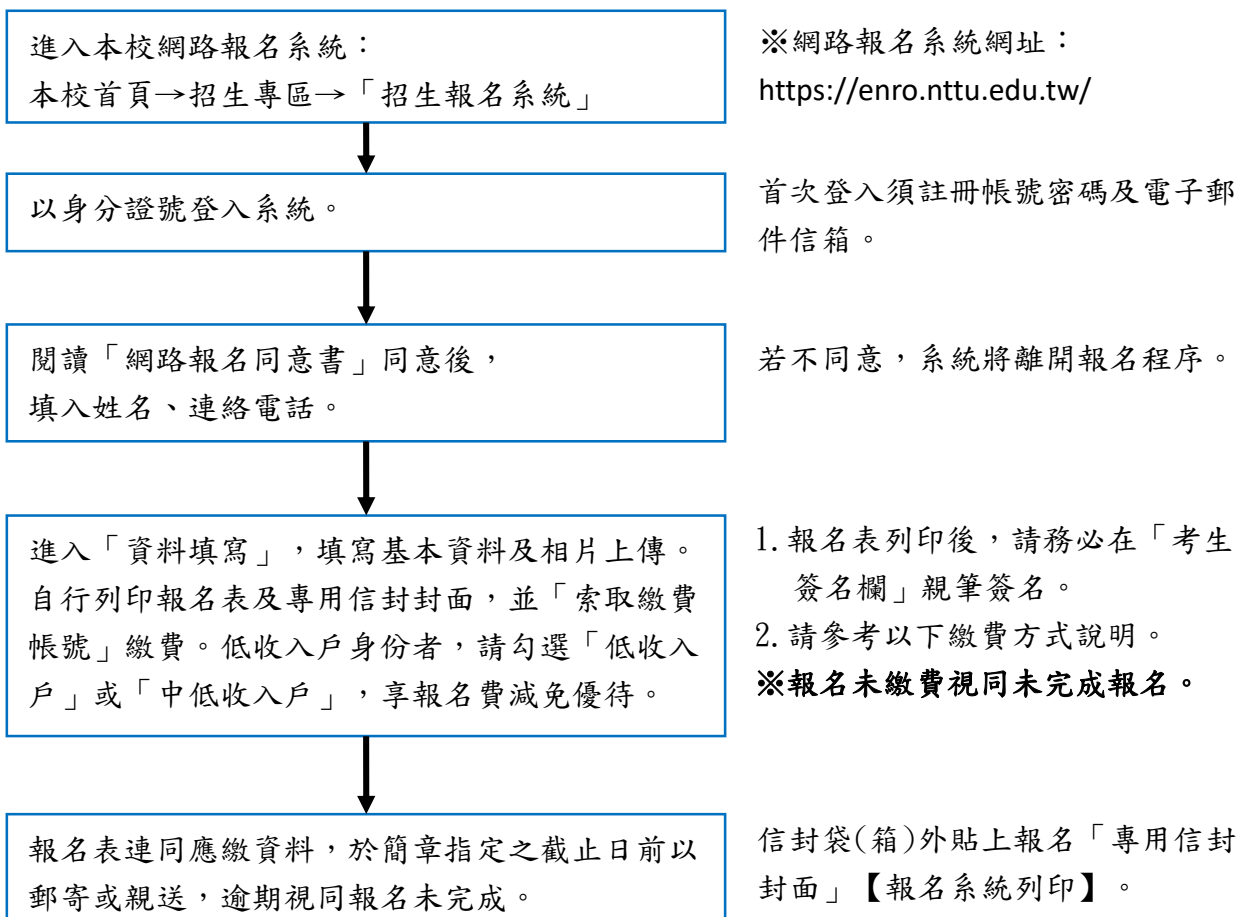 進入本校網路報名系統：
本校首頁→招生專區→「招生報名系統」
※網路報名系統網址：
https://enro.nttu.edu.tw/
以身分證號登入系統。
首次登入須註冊帳號密碼及電子郵
件信箱。
閱讀「網路報名同意書」同意後，
填入姓名、連絡電話。
若不同意，系統將離開報名程序。
進入「資料填寫」，填寫基本資料及相片上傳。
自行列印報名表及專用信封封面，並「索取繳費
帳號」繳費。低收入戶身份者，請勾選「低收入
戶」或「中低收入戶」，享報名費減免優待。
1.報名表列印後，請務必在「考生
簽名欄」親筆簽名。
2.請參考以下繳費方式說明。
※報名未繳費視同未完成報名。
報名表連同應繳資料，於簡章指定之截止日前以
郵寄或親送，逾期視同報名未完成。
信封袋(箱)外貼上報名「專用信封
封面」【報名系統列印】。